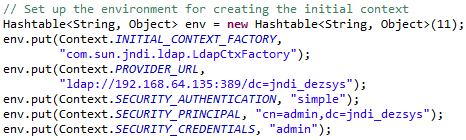 // Set up the environment for creating the initial context
Hashtable<String, Object> env = new Hashtable<String, Object>(11);
env.put(Context.INITIAL_CONTEXT_FACTORY,
"com.sun.jndi.ldap.LdapCtxFactory");
env.put(Context.PROVIDER_URL,
"ldap://192.168.64.135:389/dc=jndi_dezsys");
env.put(Context.SECURITY_AUTHENTICATION, "simple");
env.put(Context.SECURITY_PRINCIPAL, "cn=admin,dc=jndi_dezsys");
env.put(Context.SECURITY_CREDENTIALS, "admin");